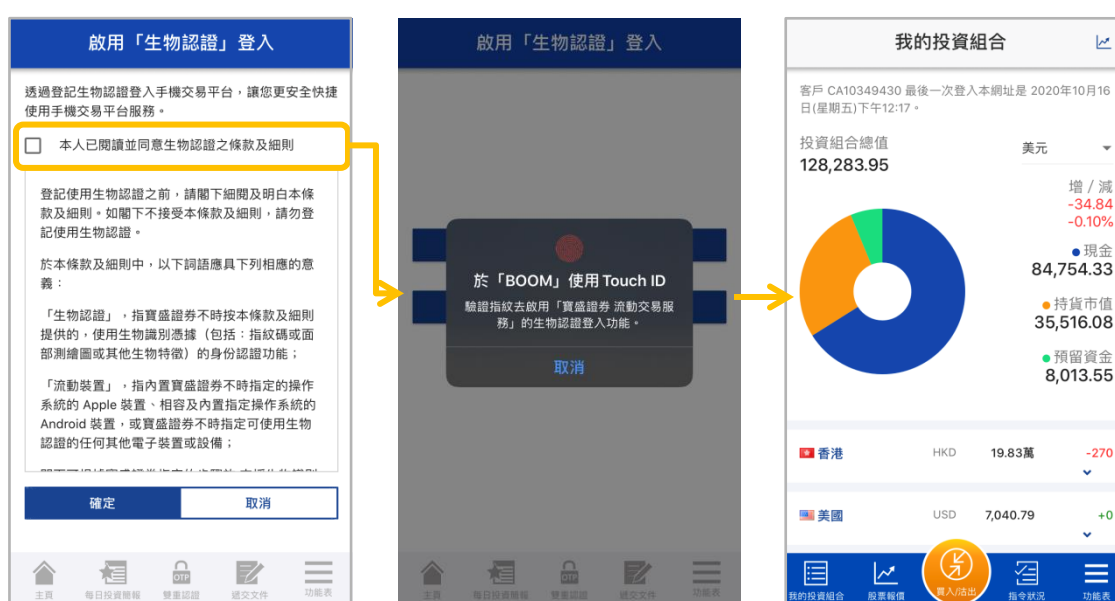 啟用「生物認證」登入
透過登記生物認證登入手機交易平台，讓您更安全快捷
使用手機交易平台服務。
本人已閱讀並同意生物認證之條款及細則
登記使用生物認證之前，請閣下細閱及明白本條
款及細則。如閣下不接受本條款及細則，請勿登
記使用生物認證。
於本條款及細則中，以下詞語應具下列相應的意
義：
「生物認證」，指寶盛證券不時按本條款及細則
提供的，使用生物識別憑據（包括：指紋碼或面
部測繪圖或其他生物特徵）的身份認證功能；
「流動裝置」，指內置寶盛證券不時指定的操作
系統的 Apple 裝置、相容及內置指定操作系統的
Android 裝置，或寶盛證券不時指定可使用生物
認證的任何其他電子裝置或設備；
確定 取消
主頁 每日投資簡報 OTP 雙重認證 遞交文件 功能表
啟用「生物認證」登入
於「BOOM」使用 Touch ID
驗證指紋去啟用「寶盛證券 流動交易服
務」的生物認證登入功能。
取消
主頁 每日投資簡報 OTP 雙重認證 遞交文件 功能表
我的投資組合
客戶 CA10349430 最後一次登入本網址是 2020年10月16
日(星期五)下午12:17。
投資組合總值
128,283.95
美元
增 / 減
-34.84
-0.10%
現金
84,754.33
持貨市值
35,516.08
預留資金
8,013.55
香港 HKD 19.83萬 -270
美國 USD 7,040.79 +0
我的投資組合 股票報價 買入/沽出 指令狀況 功能表